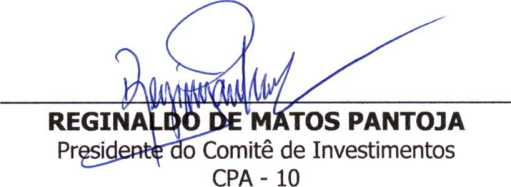 REGINALDO DE MATOS PANTOJA
Presidente do Comitê de Investimentos
CPA - 10